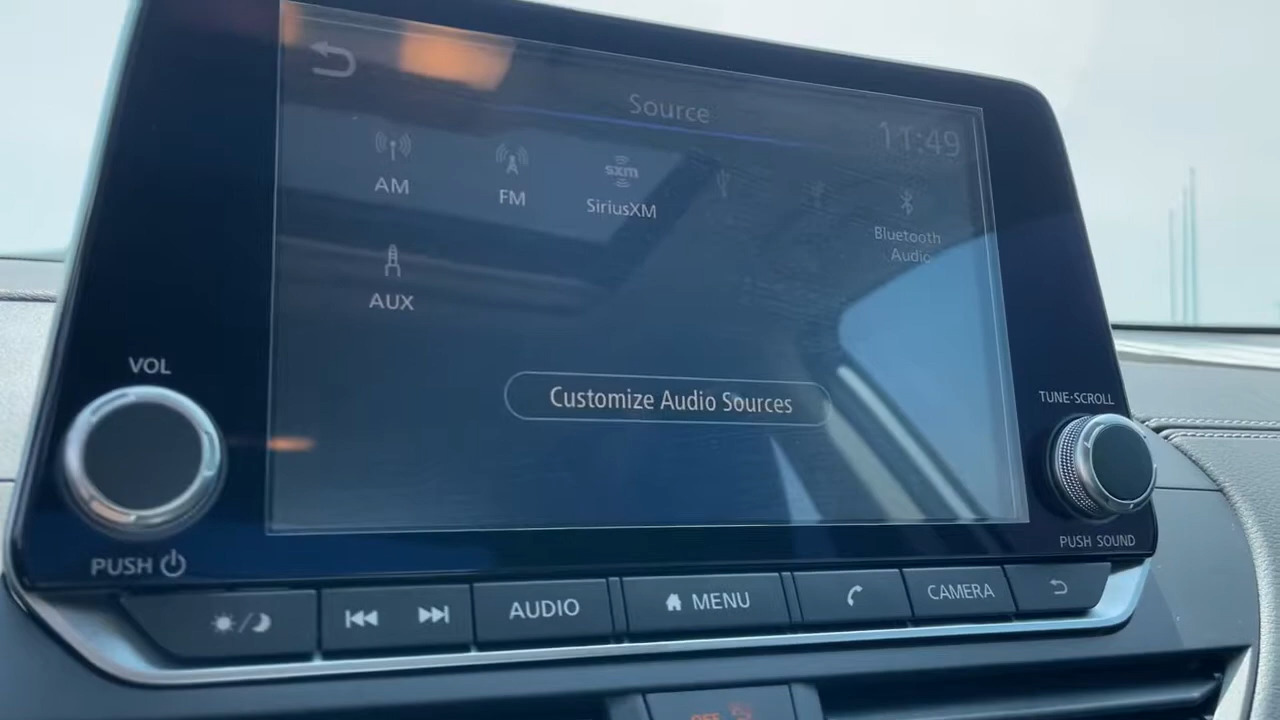 Source
11:49
AM
FM
sxm
SiriusXM
Bluetooth
Audio
AUX
Customize Audio Sources
VOL
PUSH
TUNE·SCROLL
PUSH SOUND
AUDIO
MENU
CAMERA
OFF